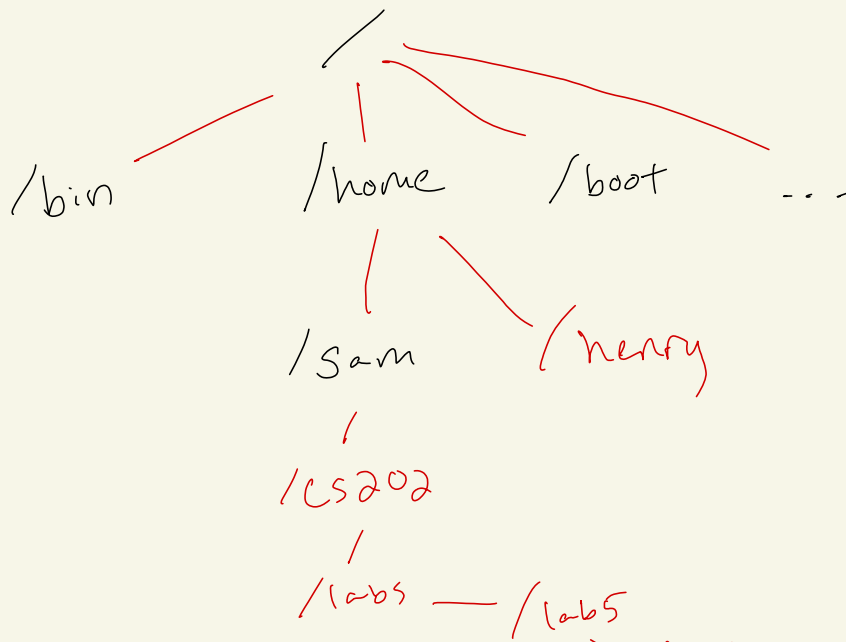 /
/bin /home /boot ...
/sam /henry
/cs202
/labs /lab5